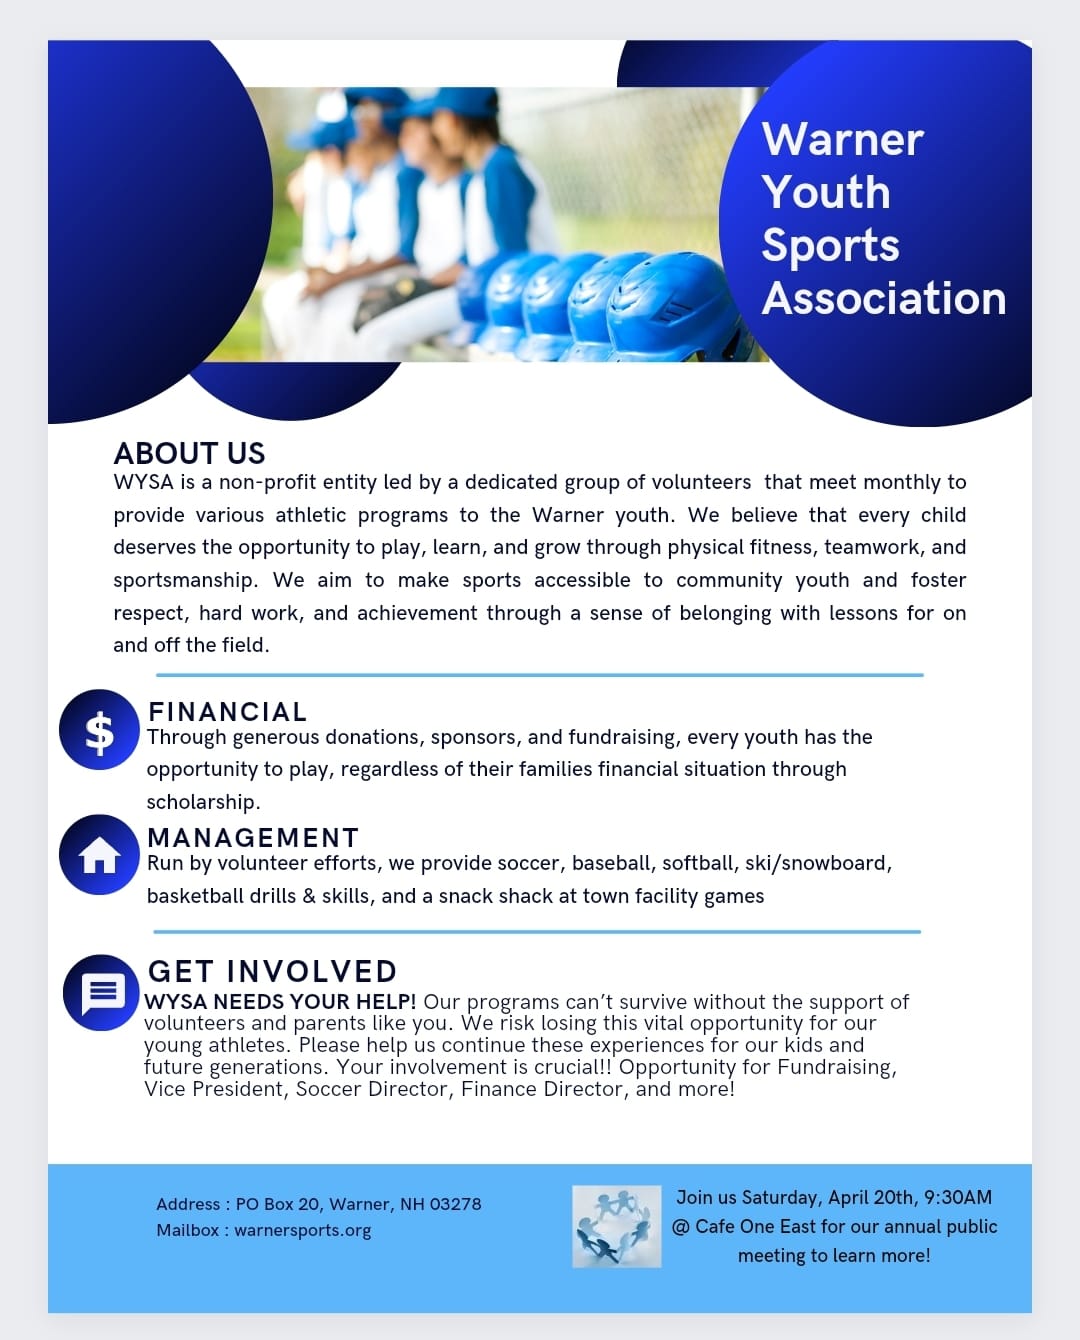 Warner
Youth
Sports
Association
ABOUT US
WYSA is a non-profit entity led by a dedicated group of volunteers that meet monthly to
provide various athletic programs to the Warner youth. We believe that every child
deserves the opportunity to play, learn, and grow through physical fitness, teamwork, and
sportsmanship. We aim to make sports accessible to community youth and foster
respect, hard work, and achievement through a sense of belonging with lessons for on
and off the field.
$
FINANCIAL
Through generous donations, sponsors, and fundraising, every youth has the
opportunity to play, regardless of their families financial situation through
scholarship.
MANAGEMENT
Run by volunteer efforts, we provide soccer, baseball, softball, ski/snowboard,
basketball drills & skills, and a snack shack at town facility games
GET INVOLVED
WYSA NEEDS YOUR HELP! Our programs can't survive without the support of
volunteers and parents like you. We risk losing this vital opportunity for our
young athletes. Please help us continue these experiences for our kids and
future generations. Your involvement is crucial!! Opportunity for Fundraising,
Vice President, Soccer Director, Finance Director, and more!
Address : PO Box 20, Warner, NH 03278
Mailbox : warnersports.org
Join us Saturday, April 20th, 9:30AM
@ Cafe One East for our annual public
meeting to learn more!